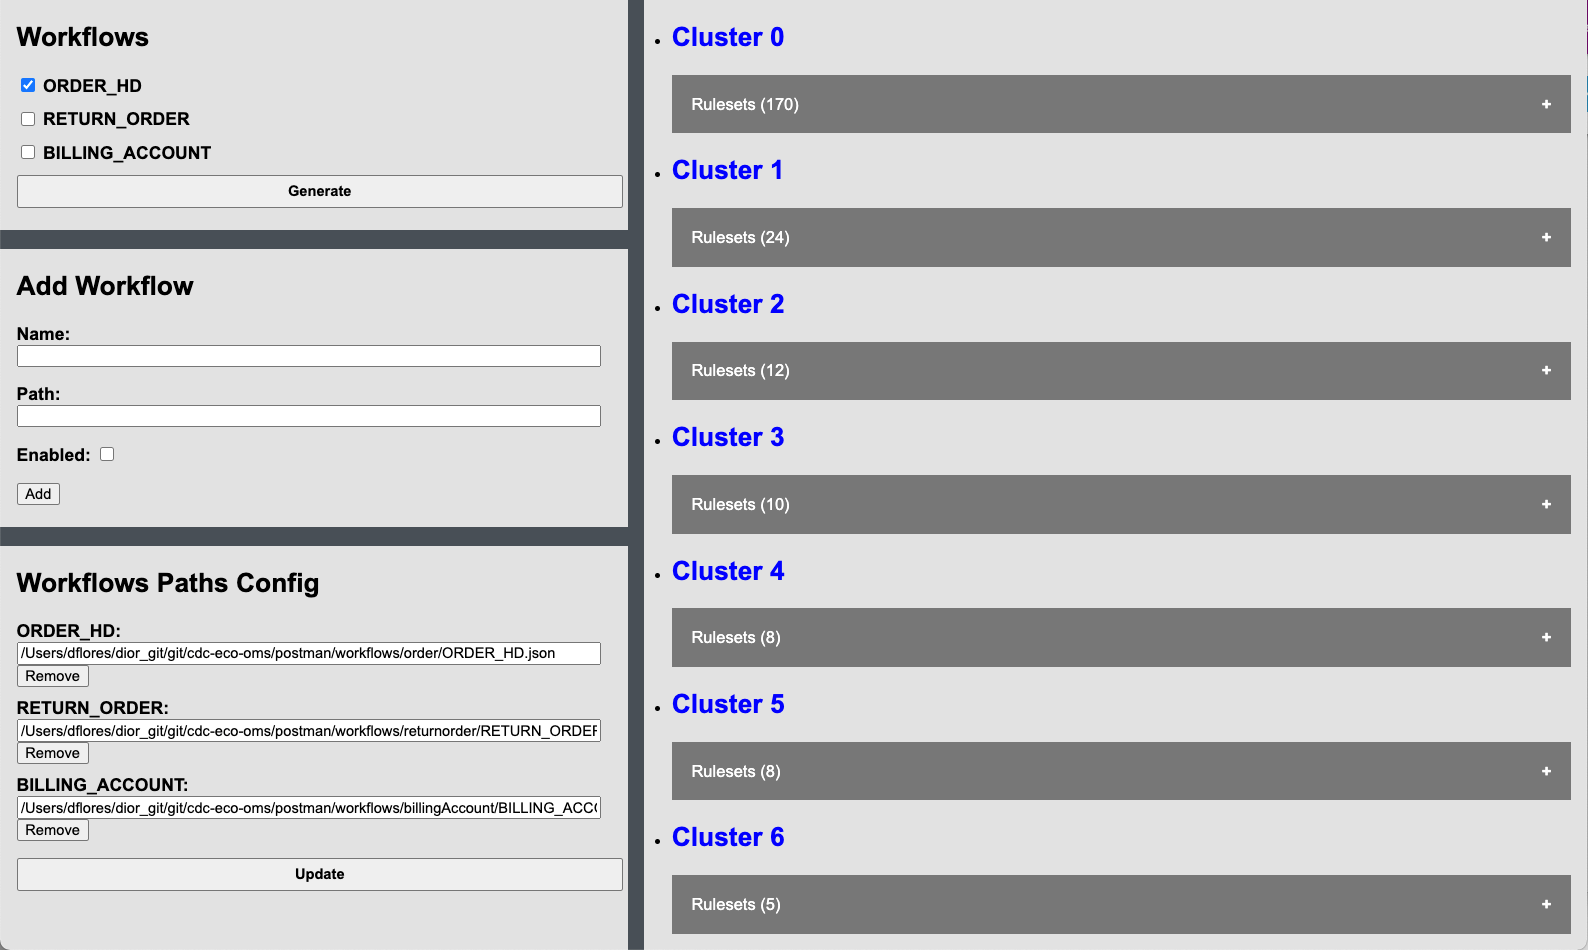 Workflows
ORDER_HD
RETURN_ORDER
BILLING_ACCOUNT
Generate
Add Workflow
Name:
Path:
Enabled:
Add
Workflows Paths Config
ORDER_HD:
/Users/dflores/dior_git/git/cdc-eco-oms/postman/workflows/order/ORDER_HD.json
Remove
RETURN_ORDER:
/Users/dflores/dior_git/git/cdc-eco-oms/postman/workflows/returnorder/RETURN_ORDER
Remove
BILLING_ACCOUNT:
/Users/dflores/dior_git/git/cdc-eco-oms/postman/workflows/billingAccount/BILLING_ACCO
Remove
Update
Cluster 0
Rulesets (170) +
Cluster 1
Rulesets (24) +
Cluster 2
Rulesets (12) +
Cluster 3
Rulesets (10) +
Cluster 4
Rulesets (8) +
Cluster 5
Rulesets (8) +
Cluster 6
Rulesets (5) +